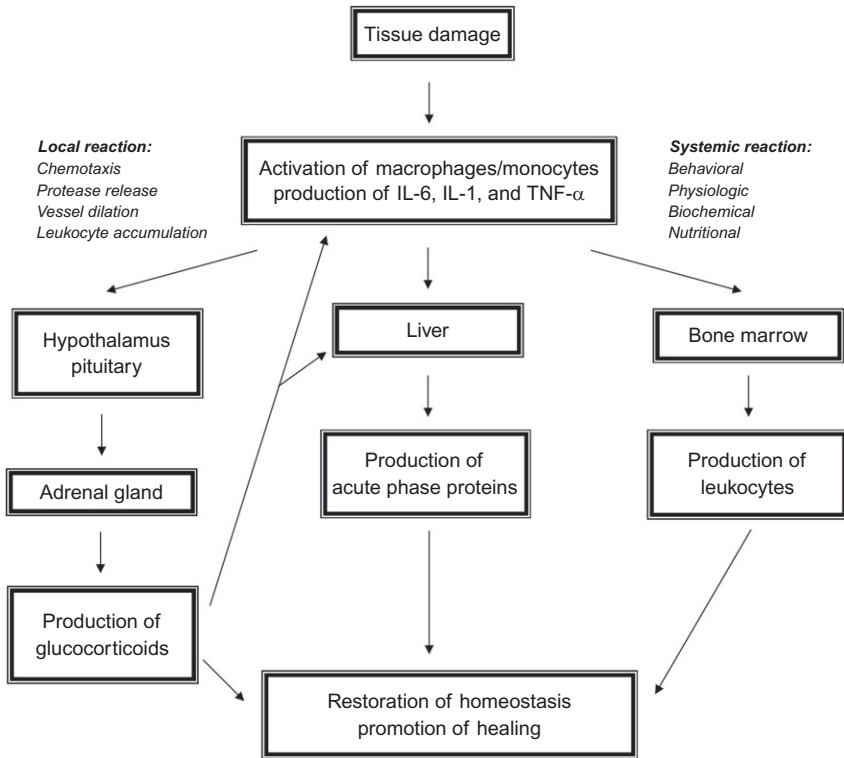 Tissue damage
Local reaction:
Chemotaxis
Protease release
Vessel dilation
Leukocyte accumulation
Activation of macrophages/monocytes
production of IL-6, IL-1, and TNF-α
Systemic reaction:
Behavioral
Physiologic
Biochemical
Nutritional
Hypothalamus
pituitary
Liver
Bone marrow
Adrenal gland
Production of
acute phase proteins
Production of
leukocytes
Production of
glucocorticoids
Restoration of homeostasis
promotion of healing